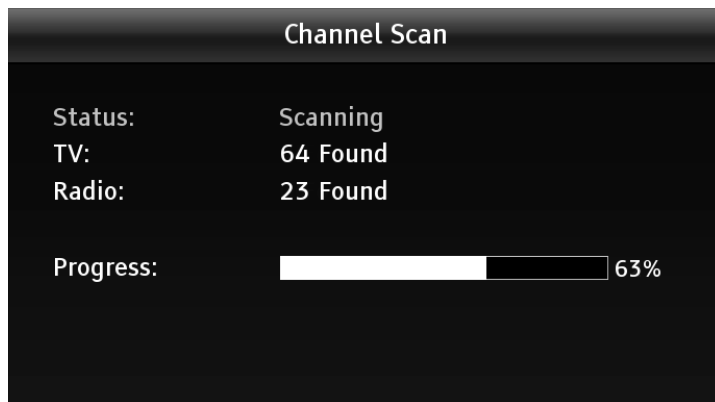 Channel Scan
Status: Scanning
TV: 64 Found
Radio: 23 Found
Progress: 63%